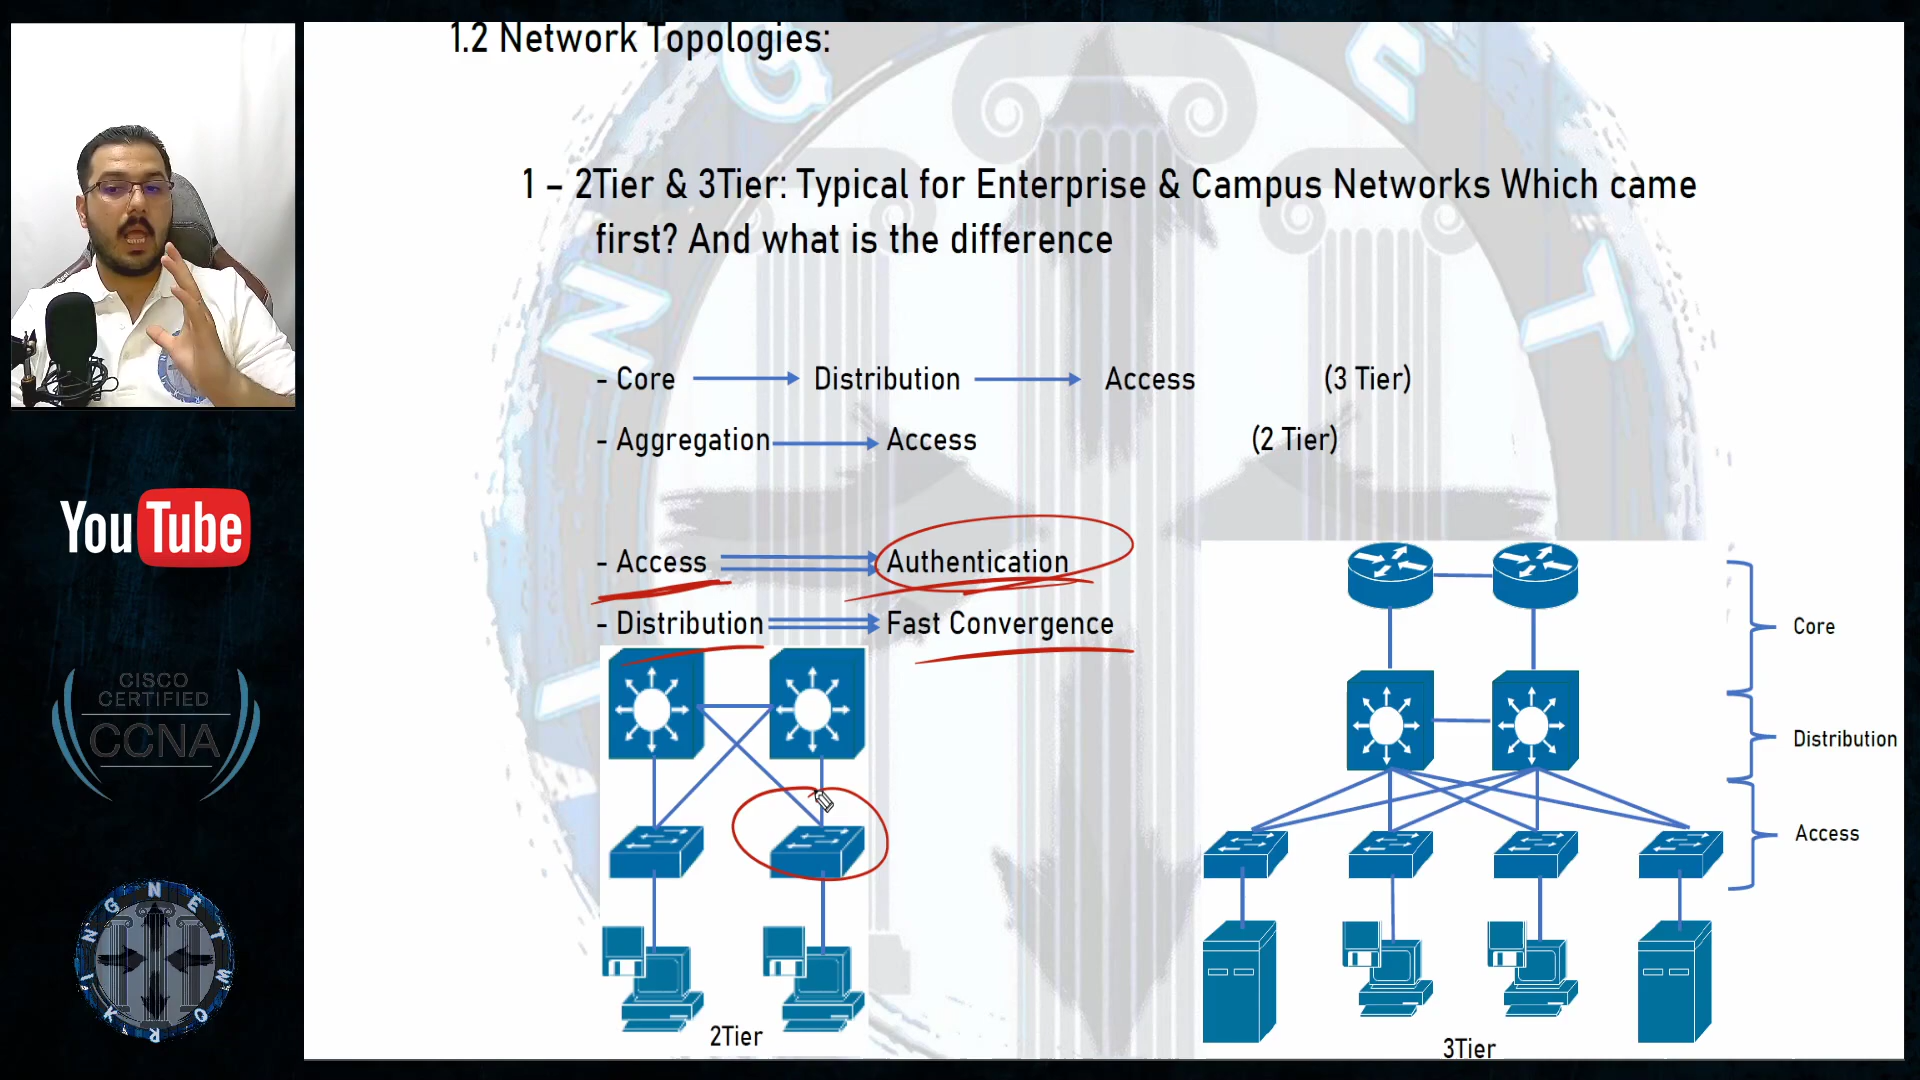 1.2 Network Topologies:
1 – 2Tier & 3Tier: Typical for Enterprise & Campus Networks Which came
first? And what is the difference
- Core Distribution Access (3 Tier)
- Aggregation Access (2 Tier)
- Access Authentication
- Distribution Fast Convergence
Core
Distribution
Access
2Tier
3Tier
YouTube
CISCO
CERTIFIED
CCNA
KINGNETWOR